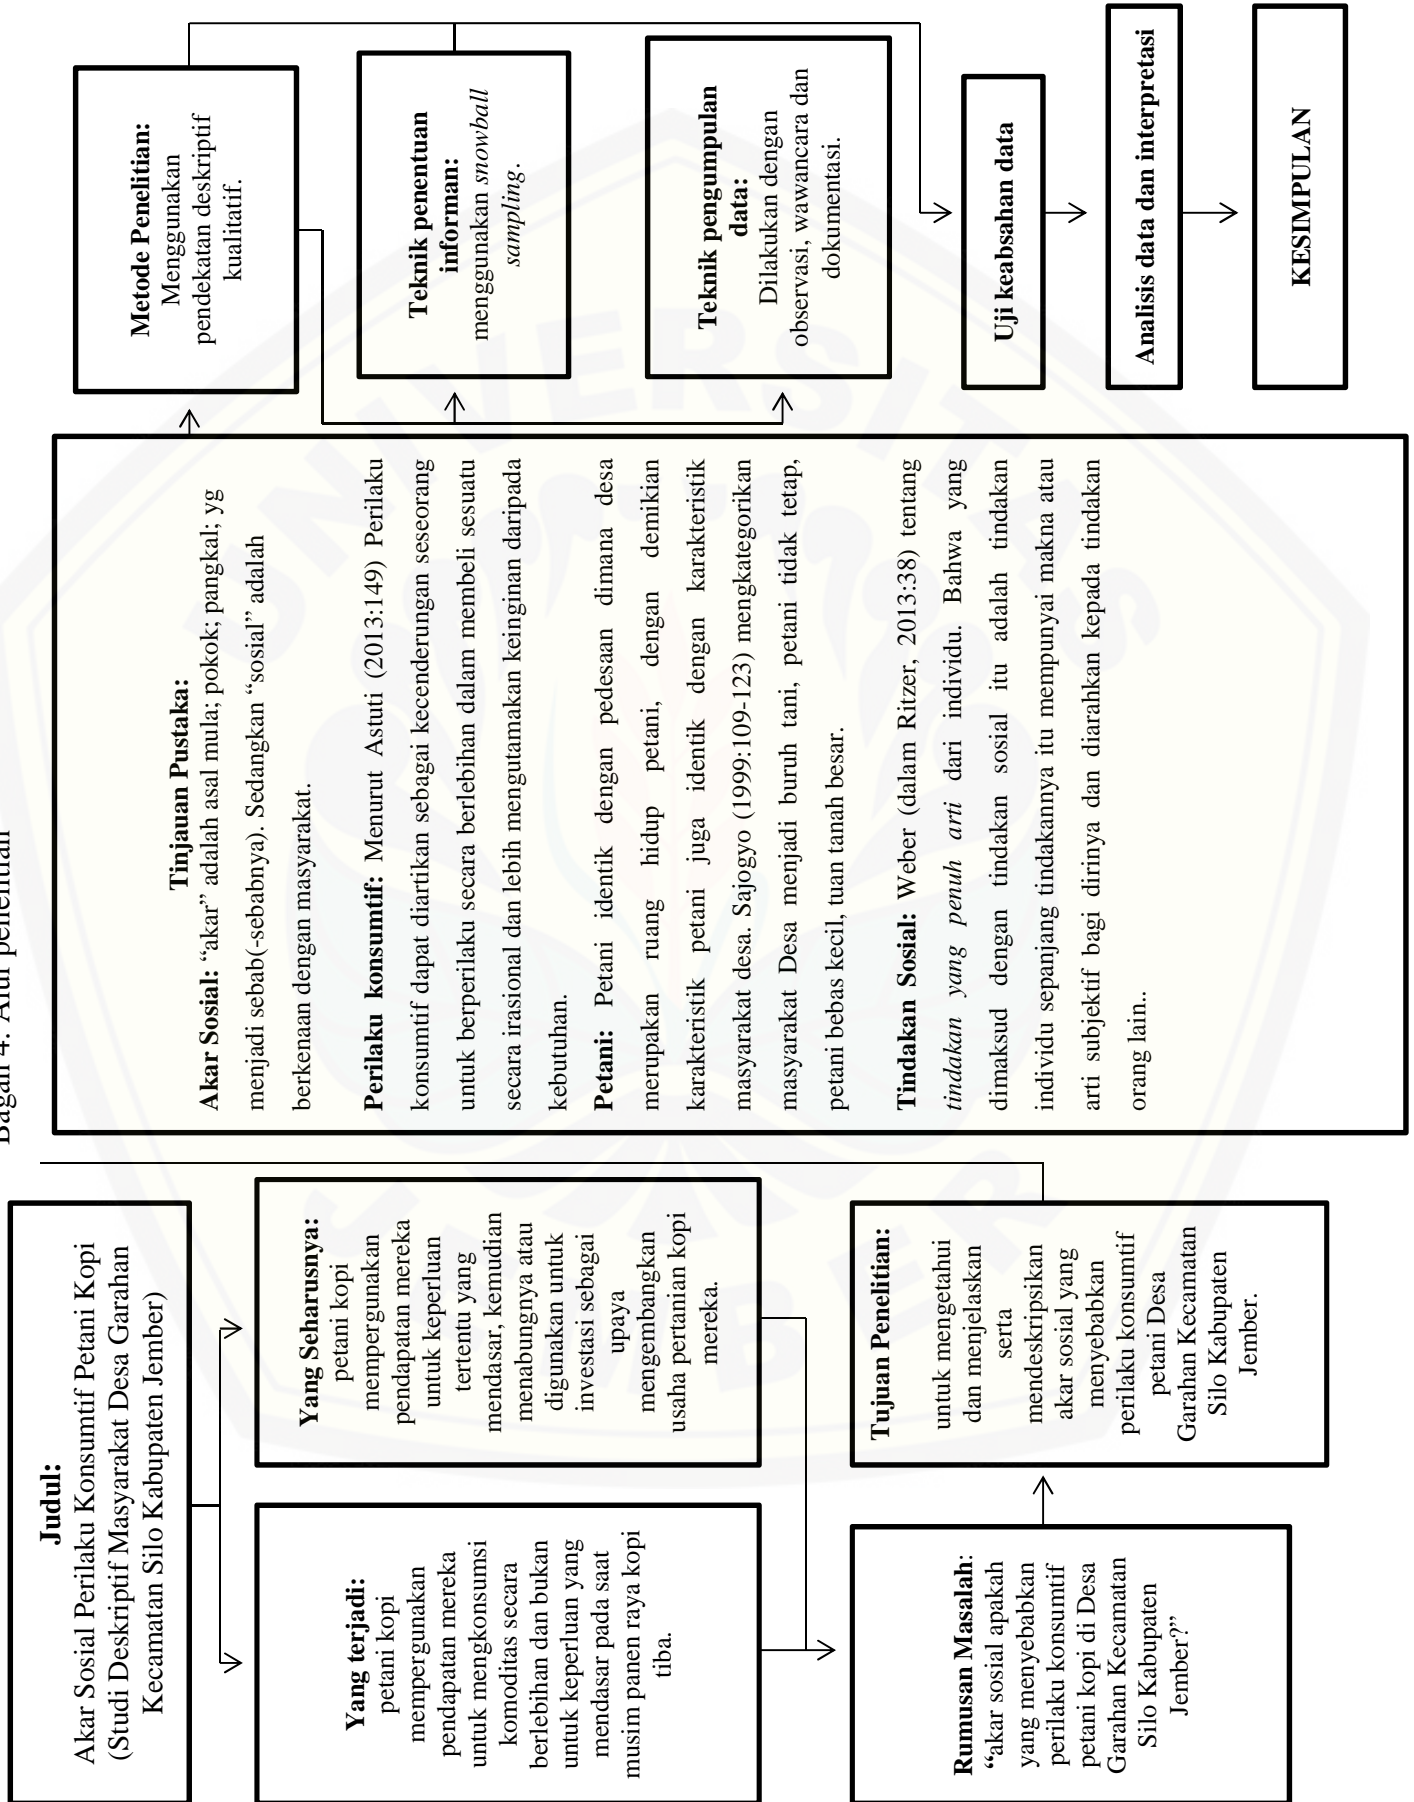 Bagan 4. Alur penelitian
Judul:
Akar Sosial Perilaku Konsumtif Petani Kopi
(Studi Deskriptif Masyarakat Desa Garahan
Kecamatan Silo Kabupaten Jember)
Yang terjadi:
petani kopi
mempergunakan
pendapatan mereka
untuk mengkonsumsi
komoditas secara
berlebihan dan bukan
untuk keperluan yang
mendasar pada saat
musim panen raya kopi
tiba.
Yang Seharusnya:
petani kopi
mempergunakan
pendapatan mereka
untuk keperluan
tertentu yang
mendasar, kemudian
menabungnya atau
digunakan untuk
investasi sebagai
upaya
mengembangkan
usaha pertanian kopi
mereka.
Rumusan Masalah:
“akar sosial apakah
yang menyebabkan
perilaku konsumtif
petani kopi di Desa
Garahan Kecamatan
Silo Kabupaten
Jember?”
Tujuan Penelitian:
untuk mengetahui
dan menjelaskan
serta
mendeskripsikan
akar sosial yang
menyebabkan
perilaku konsumtif
petani Desa
Garahan Kecamatan
Silo Kabupaten
Jember.
Tinjauan Pustaka:
Akar Sosial: “akar” adalah asal mula; pokok; pangkal; yg
menjadi sebab(-sebabnya). Sedangkan “sosial” adalah
berkenaan dengan masyarakat.
Perilaku konsumtif: Menurut Astuti (2013:149) Perilaku
konsumtif dapat diartikan sebagai kecenderungan seseorang
untuk berperilaku secara berlebihan dalam membeli sesuatu
secara irasional dan lebih mengutamakan keinginan daripada
kebutuhan.
Petani: Petani identik dengan pedesaan dimana desa
merupakan ruang hidup petani, dengan demikian
karakteristik petani juga identik dengan karakteristik
masyarakat desa. Sajogyo (1999:109-123) mengkategorikan
masyarakat Desa menjadi buruh tani, petani tidak tetap,
petani bebas kecil, tuan tanah besar.
Tindakan Sosial: Weber (dalam Ritzer, 2013:38) tentang
tindakan yang penuh arti dari individu. Bahwa yang
dimaksud dengan tindakan sosial itu adalah tindakan
individu sepanjang tindakannya itu mempunyai makna atau
arti subjektif bagi dirinya dan diarahkan kepada tindakan
orang lain..
Metode Penelitian:
Menggunakan
pendekatan deskriptif
kualitatif.
Teknik penentuan
informan:
menggunakan snowball
sampling.
Teknik pengumpulan
data:
Dilakukan dengan
observasi, wawancara dan
dokumentasi.
Uji keabsahan data
Analisis data dan interpretasi
KESIMPULAN
UNIVERSITAS
JEMBER